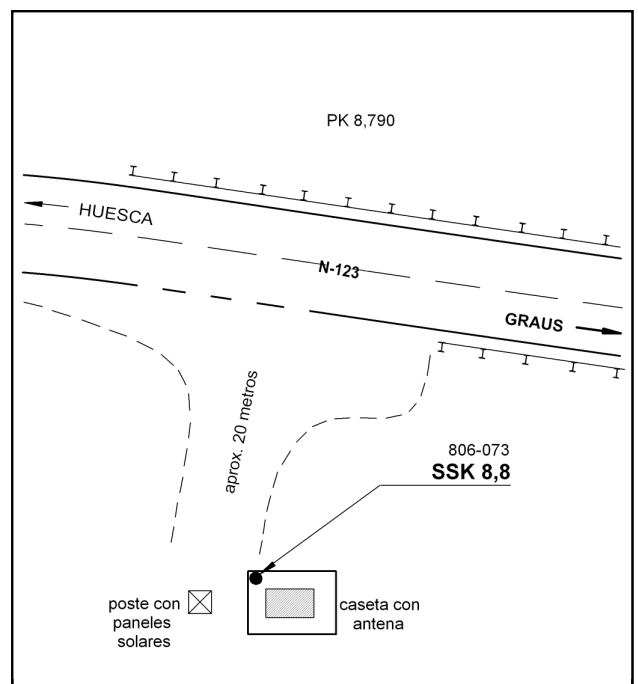 PK 8,790
HUESCA
N-123
GRAUS
aprox. 20 metros
806-073
SSK 8,8
poste con
paneles
solares
caseta con
antena